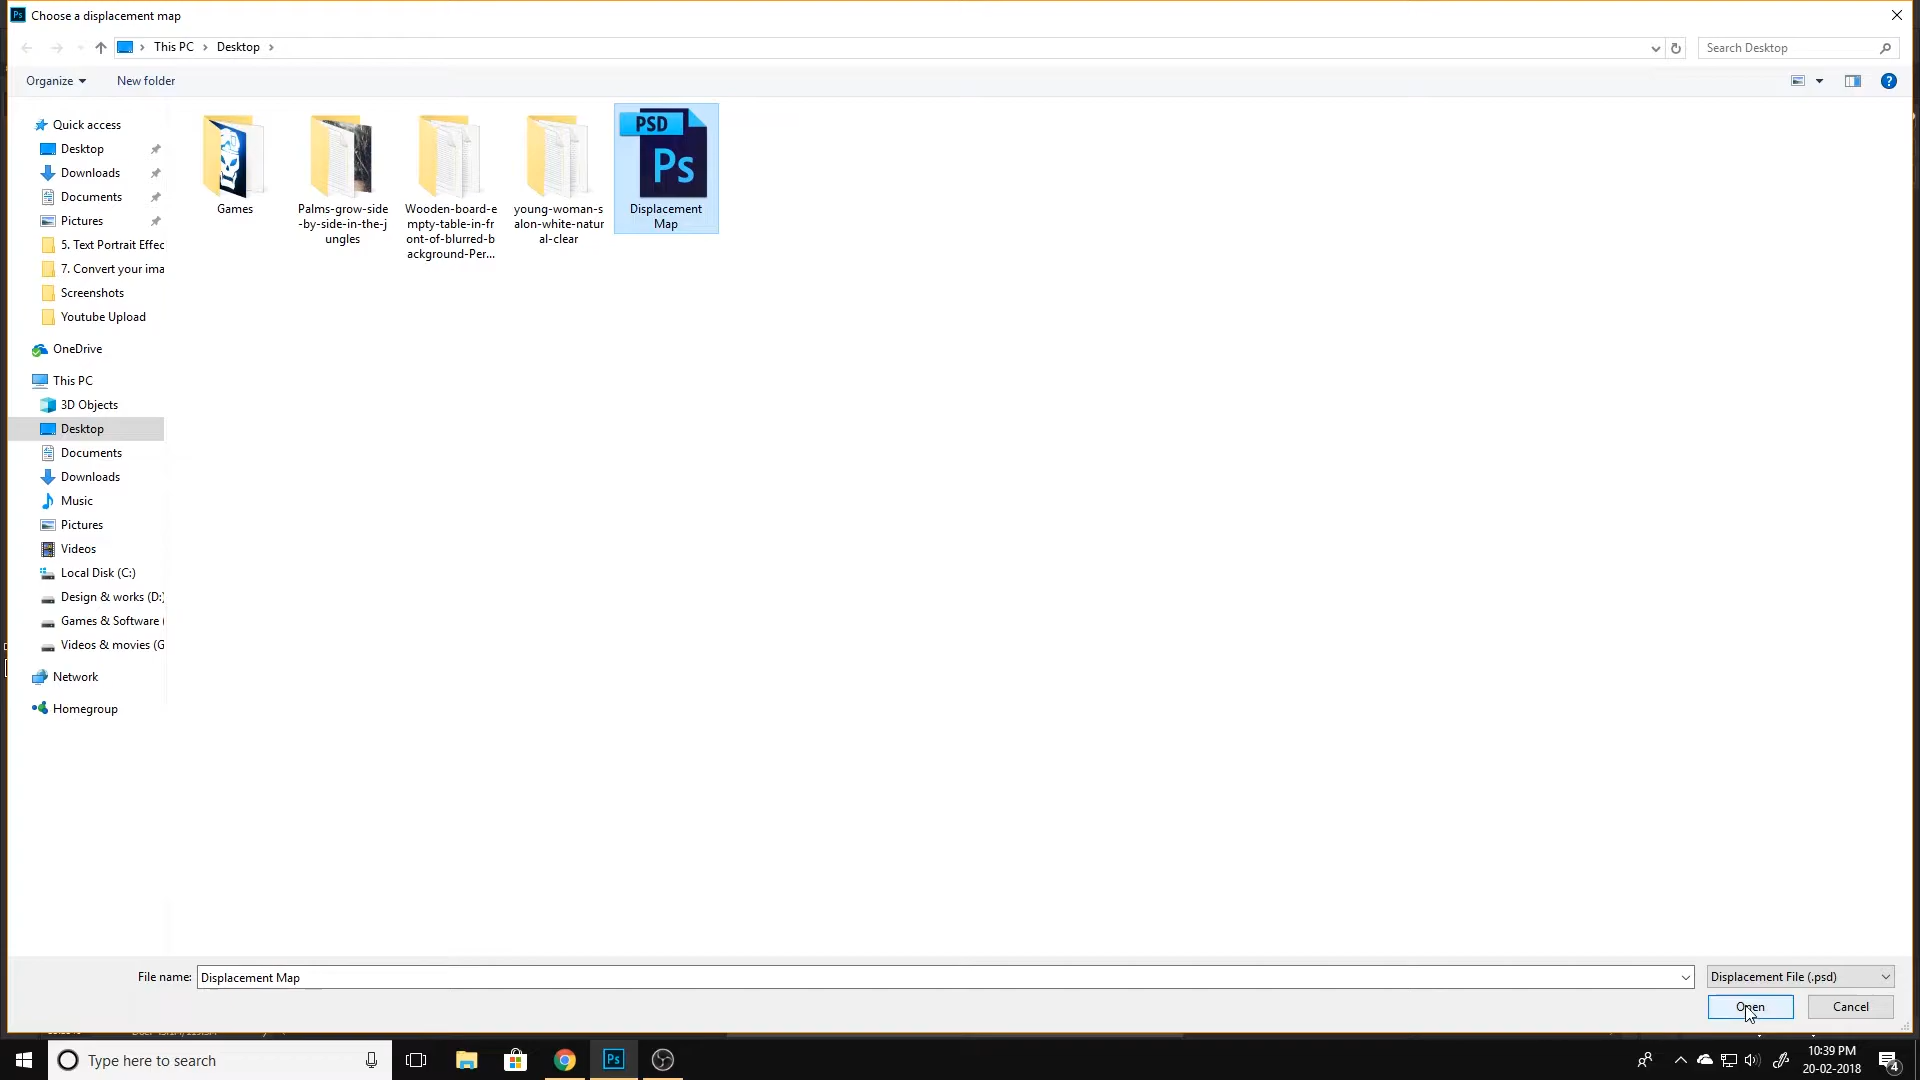 Ps Choose a displacement map
This PC Desktop
Search Desktop
Organize New folder
Quick access
Desktop
Downloads
Documents
Pictures
5. Text Portrait Effec
7. Convert your ima
Screenshots
Youtube Upload
OneDrive
This PC
3D Objects
Desktop
Documents
Downloads
Music
Pictures
Videos
Local Disk (C:)
Design & works (D:)
Games & Software (
Videos & movies (G
Network
Homegroup
Games
Palms-grow-side
-by-side-in-the-j
ungles
Wooden-board-e
mpty-table-in-fr
ont-of-blurred-b
ackground-Per...
young-woman-s
alon-white-natur
al-clear
PSD
Ps
Displacement
Map
File name: Displacement Map
Displacement File (.psd)
Open Cancel
Type here to search
Ps
10:39 PM
20-02-2018
4